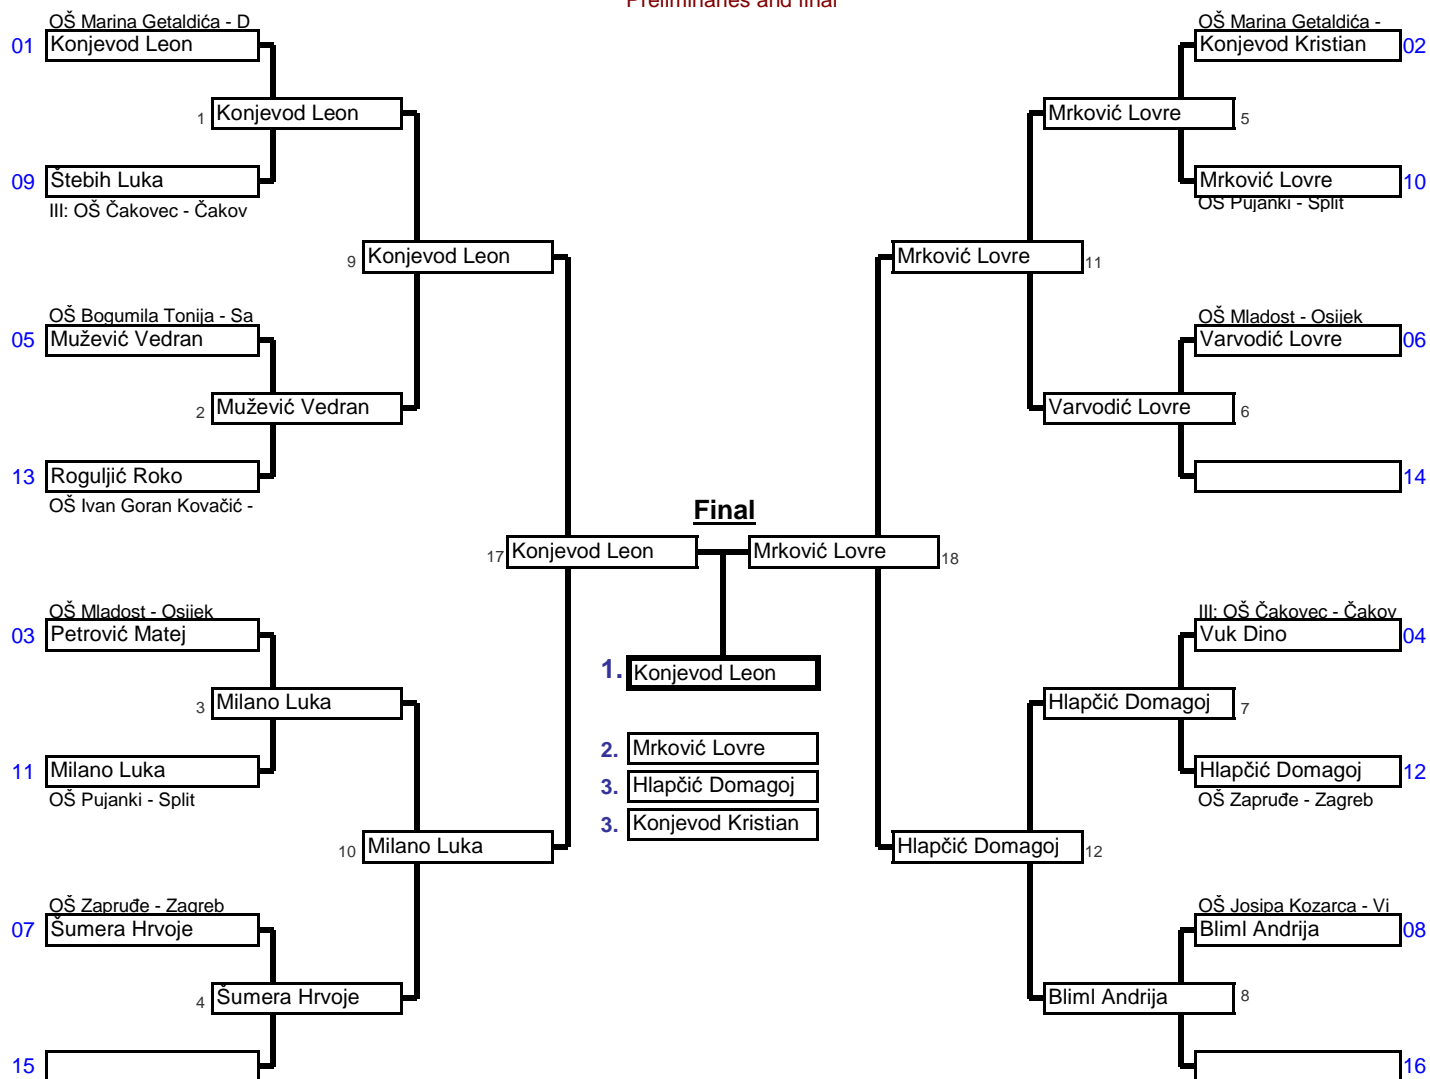 Preliminaries and final
OŠ Marina Getaldića - D
01 Konjevod Leon
1 Konjevod Leon
09 Štebih Luka
III: OŠ Čakovec - Čakov
9 Konjevod Leon
OŠ Bogumila Tonija - Sa
05 Mužević Vedran
2 Mužević Vedran
13 Roguljić Roko
OŠ Ivan Goran Kovačić -
17 Konjevod Leon
OŠ Mladost - Osijek
03 Petrović Matej
3 Milano Luka
11 Milano Luka
OŠ Pujanki - Split
10 Milano Luka
OŠ Zapruđe - Zagreb
07 Šumera Hrvoje
4 Šumera Hrvoje
15
Final
1. Konjevod Leon
2. Mrković Lovre
3. Hlapčić Domagoj
3. Konjevod Kristian
OŠ Marina Getaldića -
Konjevod Kristian 02
Mrković Lovre 5
Mrković Lovre 10
OŠ Pujanki - Split
Mrković Lovre 11
OŠ Mladost - Osijek
Varvodić Lovre 06
Varvodić Lovre 6
14
Mrković Lovre 18
III: OŠ Čakovec - Čakov
Vuk Dino 04
Hlapčić Domagoj 7
Hlapčić Domagoj 12
OŠ Zapruđe - Zagreb
Hlapčić Domagoj 12
OŠ Josipa Kozarca - Vi
Bliml Andrija 08
Bliml Andrija 8
16